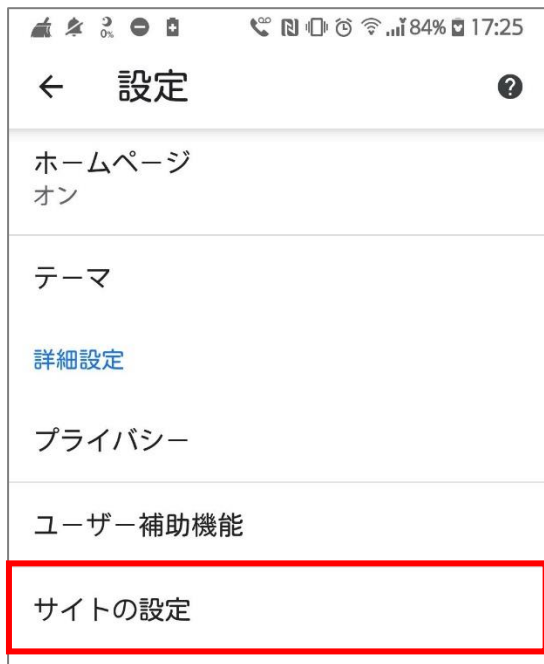 0%
84% 17:25
設定
ホームページ
オン
テーマ
詳細設定
プライバシー
ユーザー補助機能
サイトの設定